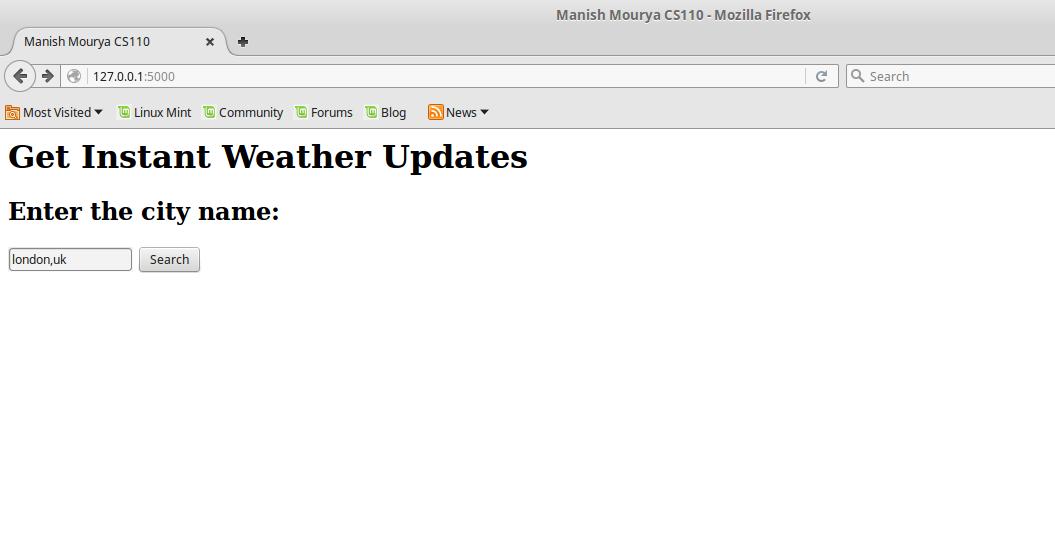 Manish Mourya CS110 - Mozilla Firefox
Manish Mourya CS110
127.0.0.1:5000
Search
Most Visited Linux Mint Community Forums Blog News
Get Instant Weather Updates
Enter the city name:
london,uk Search